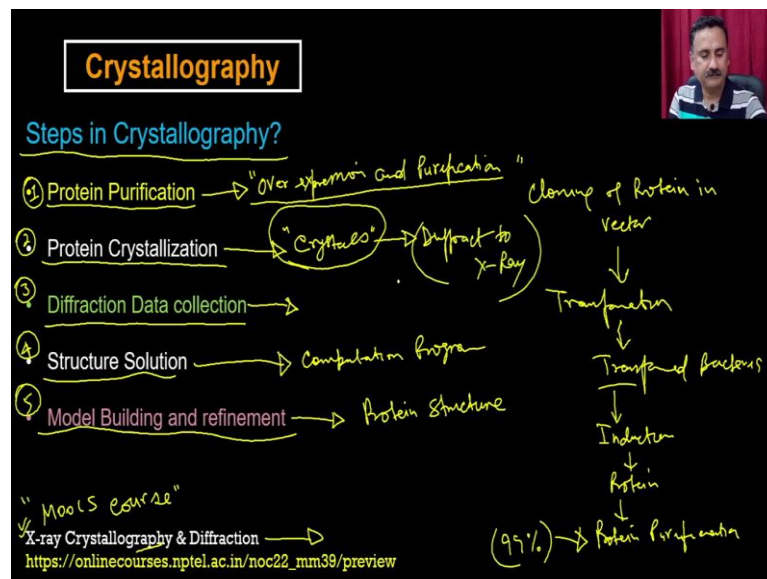 Crystallography
Steps in Crystallography?
1 Protein Purification → "Over expression and Purification"
2 Protein Crystallization → "Crystals" → Diffract to X-Ray
3 Diffraction Data collection →
4 Structure Solution → Computation Program
5 Model Building and refinement → Protein Structure
Cloning of Protein in
vector
Transformation
Transformed Bacteria
Induction
Protein
(99%) → Protein Purification
"MOOCS course"
X-ray Crystallography & Diffraction →
https://onlinecourses.nptel.ac.in/noc22_mm39/preview